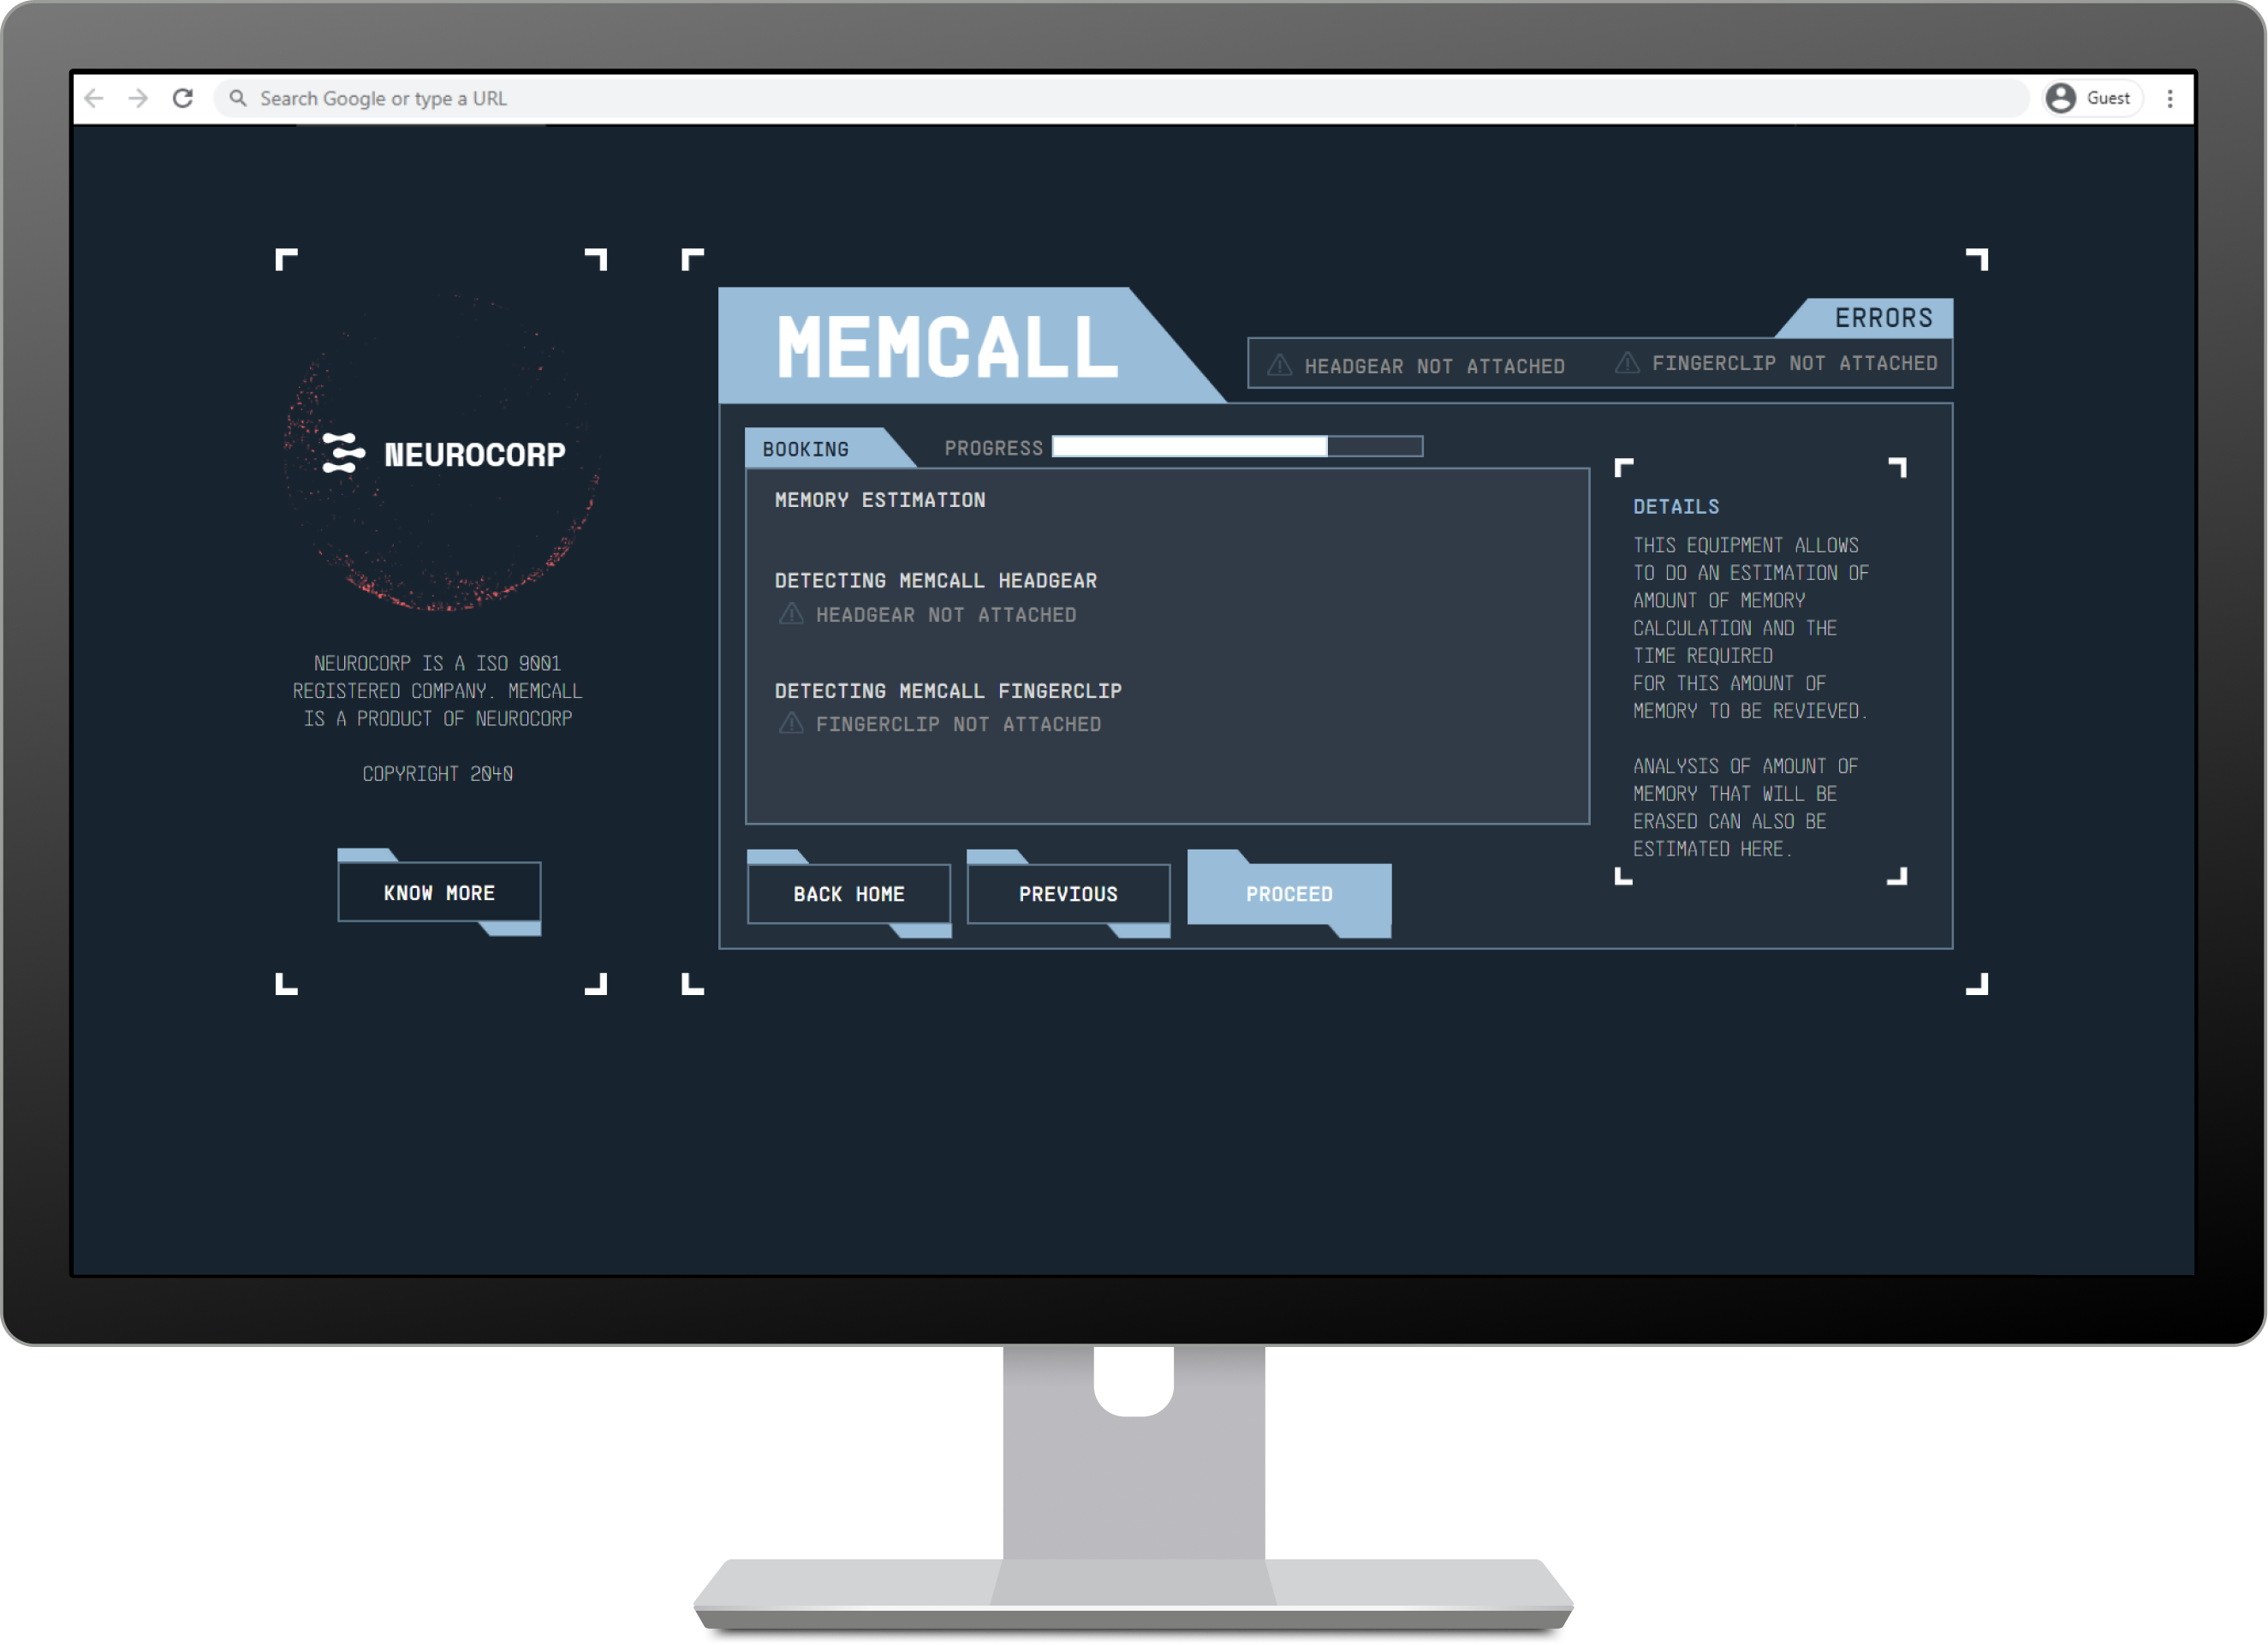 Search Google or type a URL
Guest
NEUROCORP
NEUROCORP IS A ISO 9001
REGISTERED COMPANY. MEMCALL
IS A PRODUCT OF NEUROCORP
COPYRIGHT 2040
KNOW MORE
MEMCALL
ERRORS
HEADGEAR NOT ATTACHED
FINGERCLIP NOT ATTACHED
BOOKING
PROGRESS
MEMORY ESTIMATION
DETECTING MEMCALL HEADGEAR
HEADGEAR NOT ATTACHED
DETECTING MEMCALL FINGERCLIP
FINGERCLIP NOT ATTACHED
DETAILS
THIS EQUIPMENT ALLOWS
TO DO AN ESTIMATION OF
AMOUNT OF MEMORY
CALCULATION AND THE
TIME REQUIRED
FOR THIS AMOUNT OF
MEMORY TO BE REVIEVED.
ANALYSIS OF AMOUNT OF
MEMORY THAT WILL BE
ERASED CAN ALSO BE
ESTIMATED HERE.
BACK HOME
PREVIOUS
PROCEED